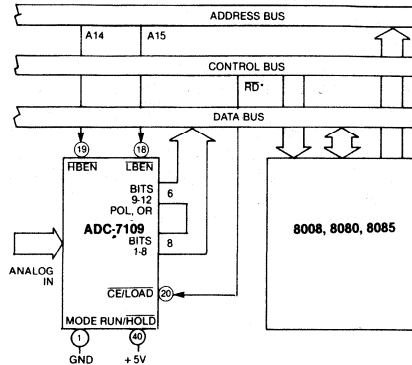 ADDRESS BUS
A14
A15
CONTROL BUS
RD*
DATA BUS
19
18
HBEN
LBEN
BITS
9-12
POL, OR
6
ADC-7109
BITS
1-8
8
8008, 8080, 8085
ANALOG
IN
CE/LOAD
20
MODE RUN/HOLD
1
40
GND
+5V